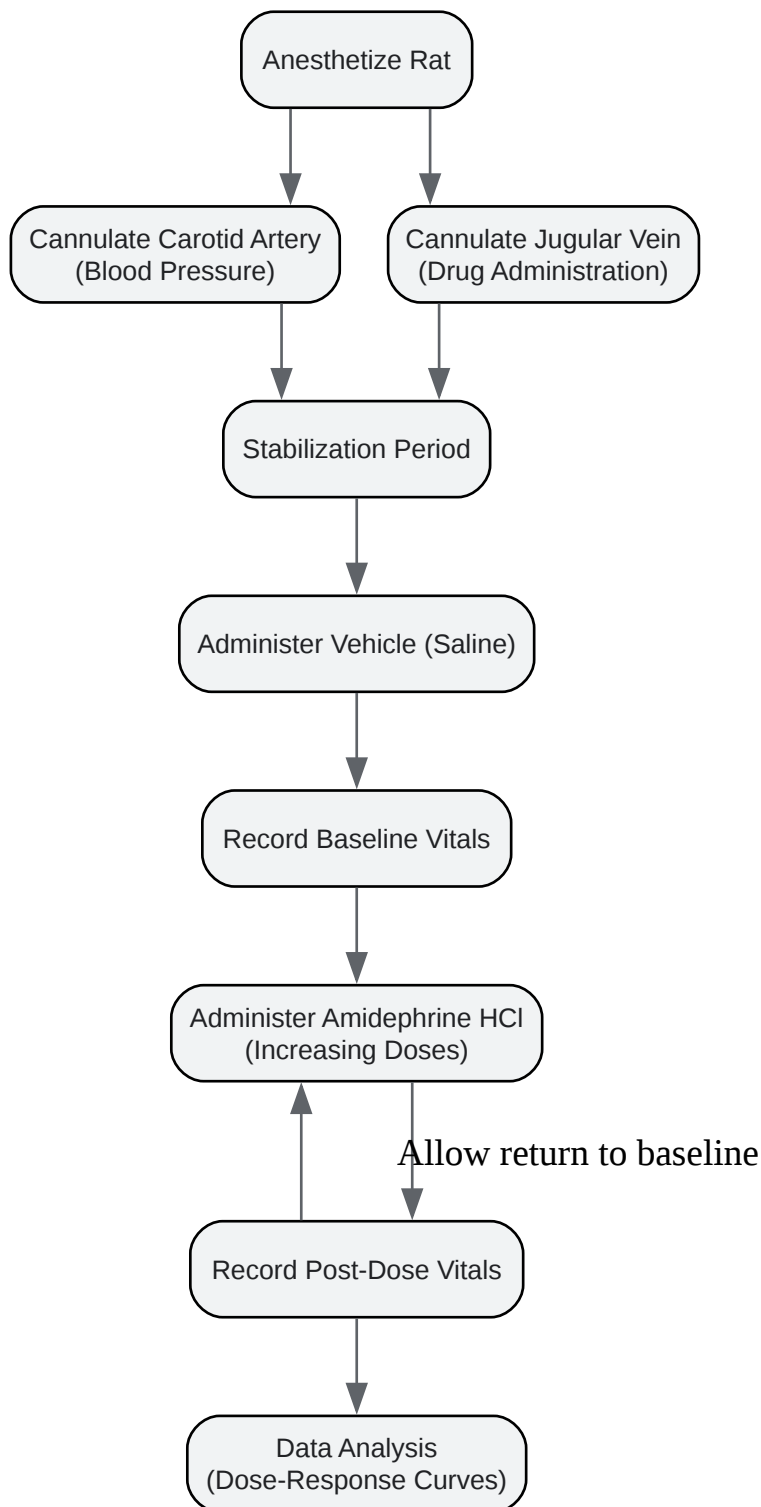 Anesthetize Rat
Cannulate Carotid Artery
(Blood Pressure)
Cannulate Jugular Vein
(Drug Administration)
Stabilization Period
Administer Vehicle (Saline)
Record Baseline Vitals
Administer Amidephrine HCl
(Increasing Doses)
Allow return to baseline
Record Post-Dose Vitals
Data Analysis
(Dose-Response Curves)